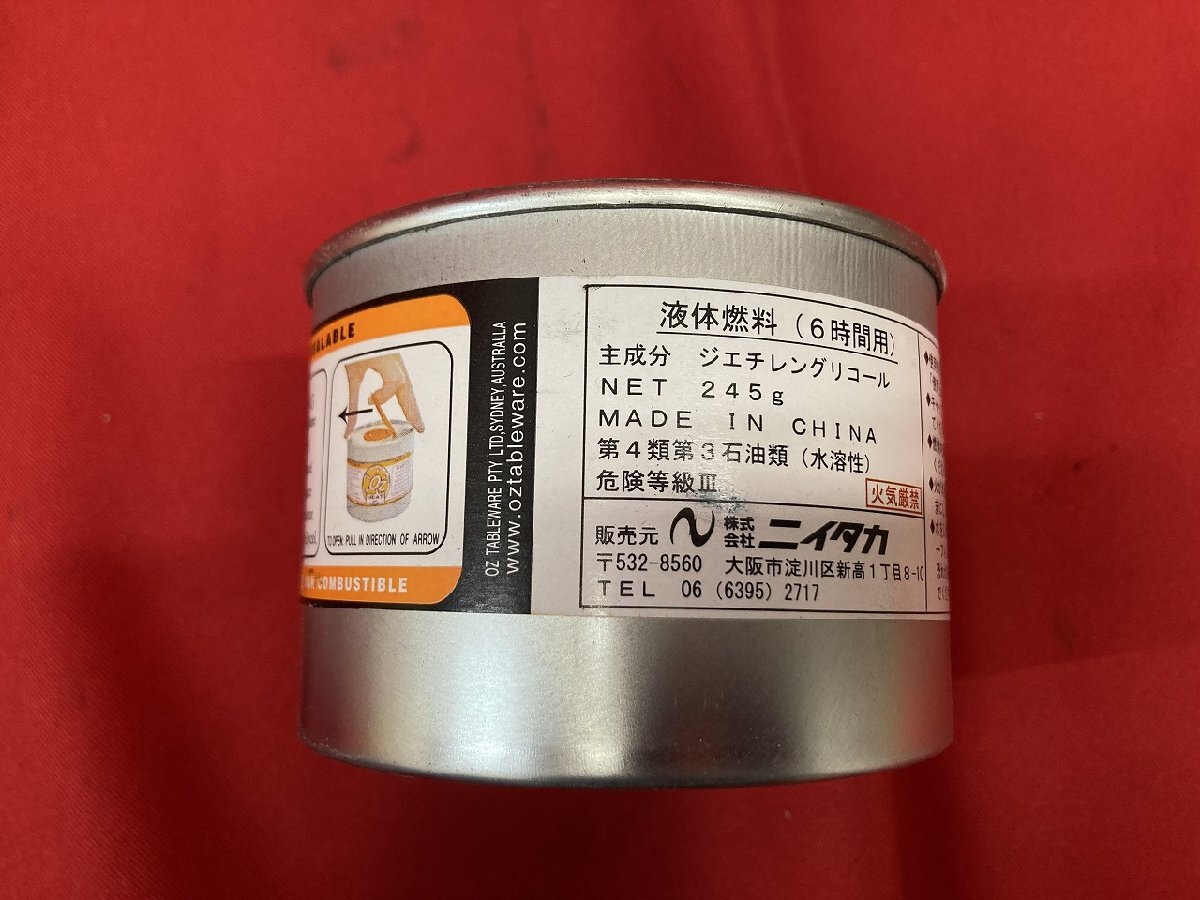 ALABLE
TO OPEN: PULL IN DIRECTION OF ARROW
COMBUSTIBLE
OZ TABLEWARE PTY LTD, SYDNEY, AUSTRALIA
www.oztableware.com
液体燃料（6時間用）
主成分 ジエチレングリコール
NET 245g
MADE IN CHINA
第4類第3石油類（水溶性）
危険等級Ⅲ
火気厳禁
販売元 株式会社 ニイタカ
〒532-8560 大阪市淀川区新高1丁目8-10
TEL 06 (6395) 2717